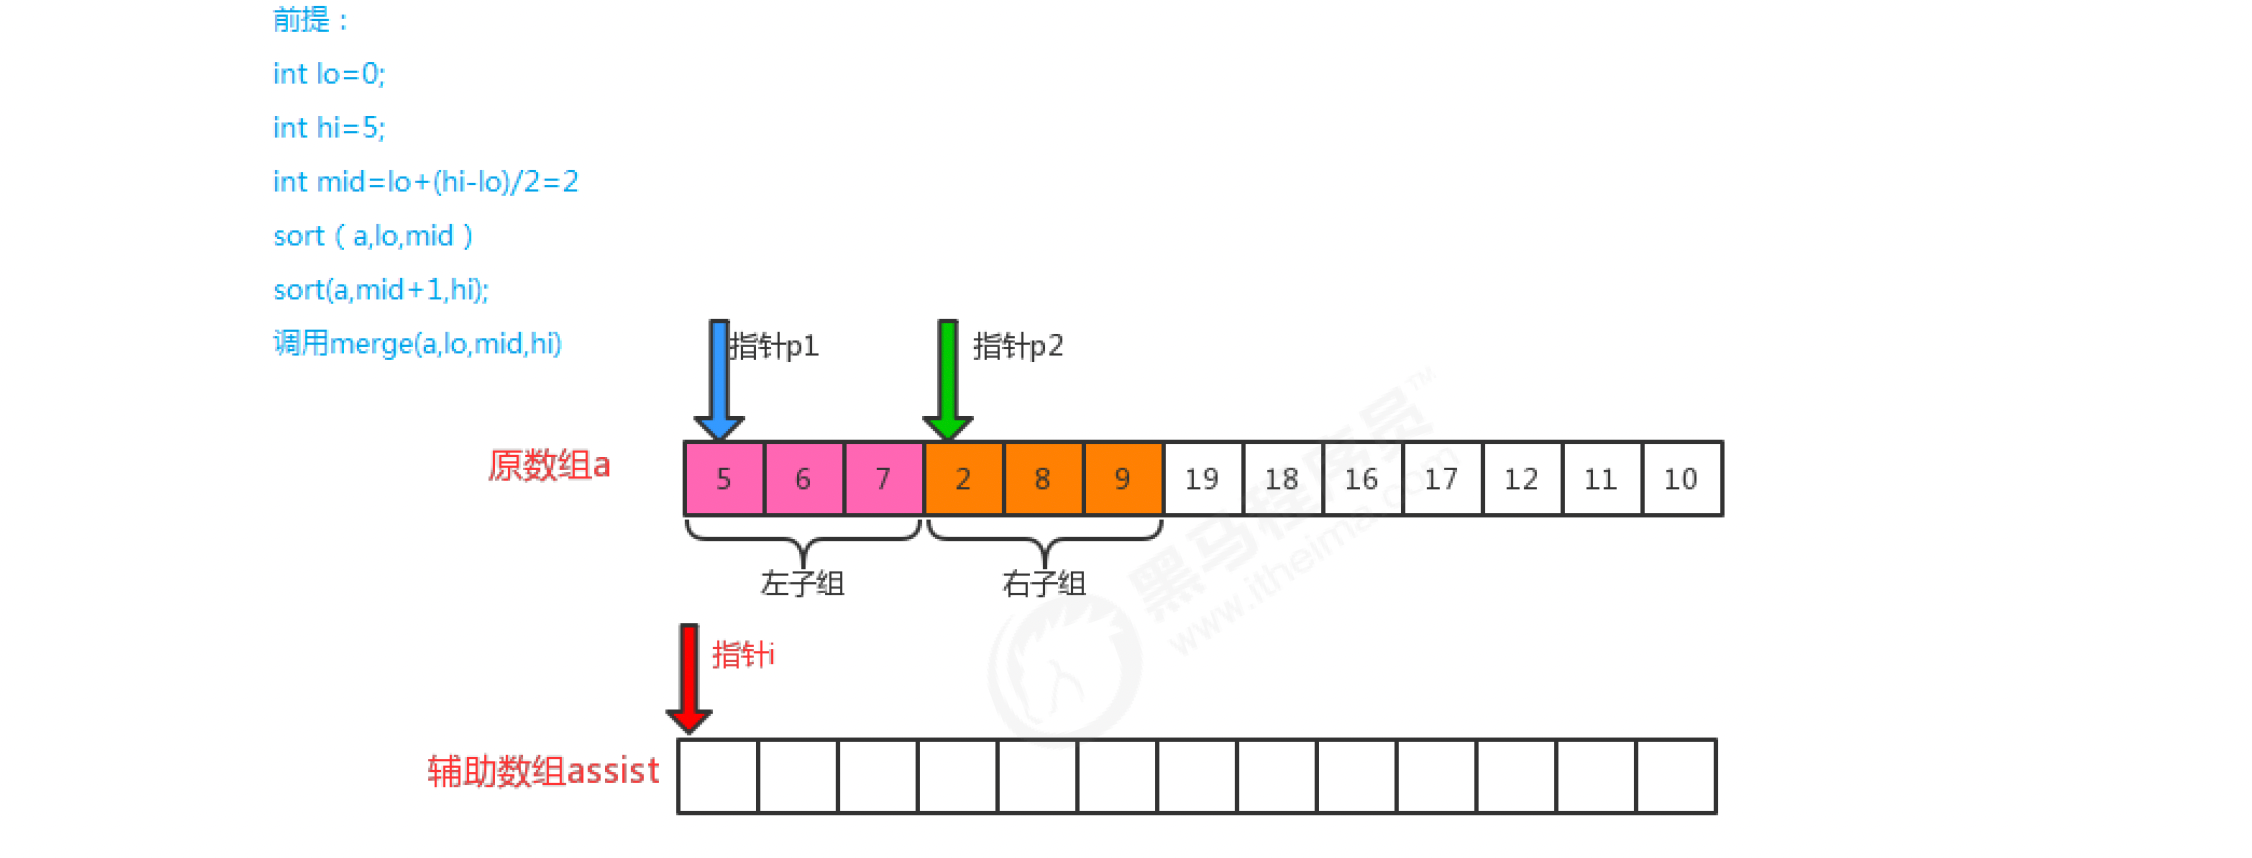 前提：
int lo=0;
int hi=5;
int mid=lo+(hi-lo)/2=2
sort（a,lo,mid）
sort(a,mid+1,hi);
调用merge(a,lo,mid,hi)
指针p1 指针p2
原数组a
5 6 7 2 8 9 19 18 16 17 12 11 10
左子组 右子组
黑马程序员™
www.itheima.com
指针i
辅助数组assist